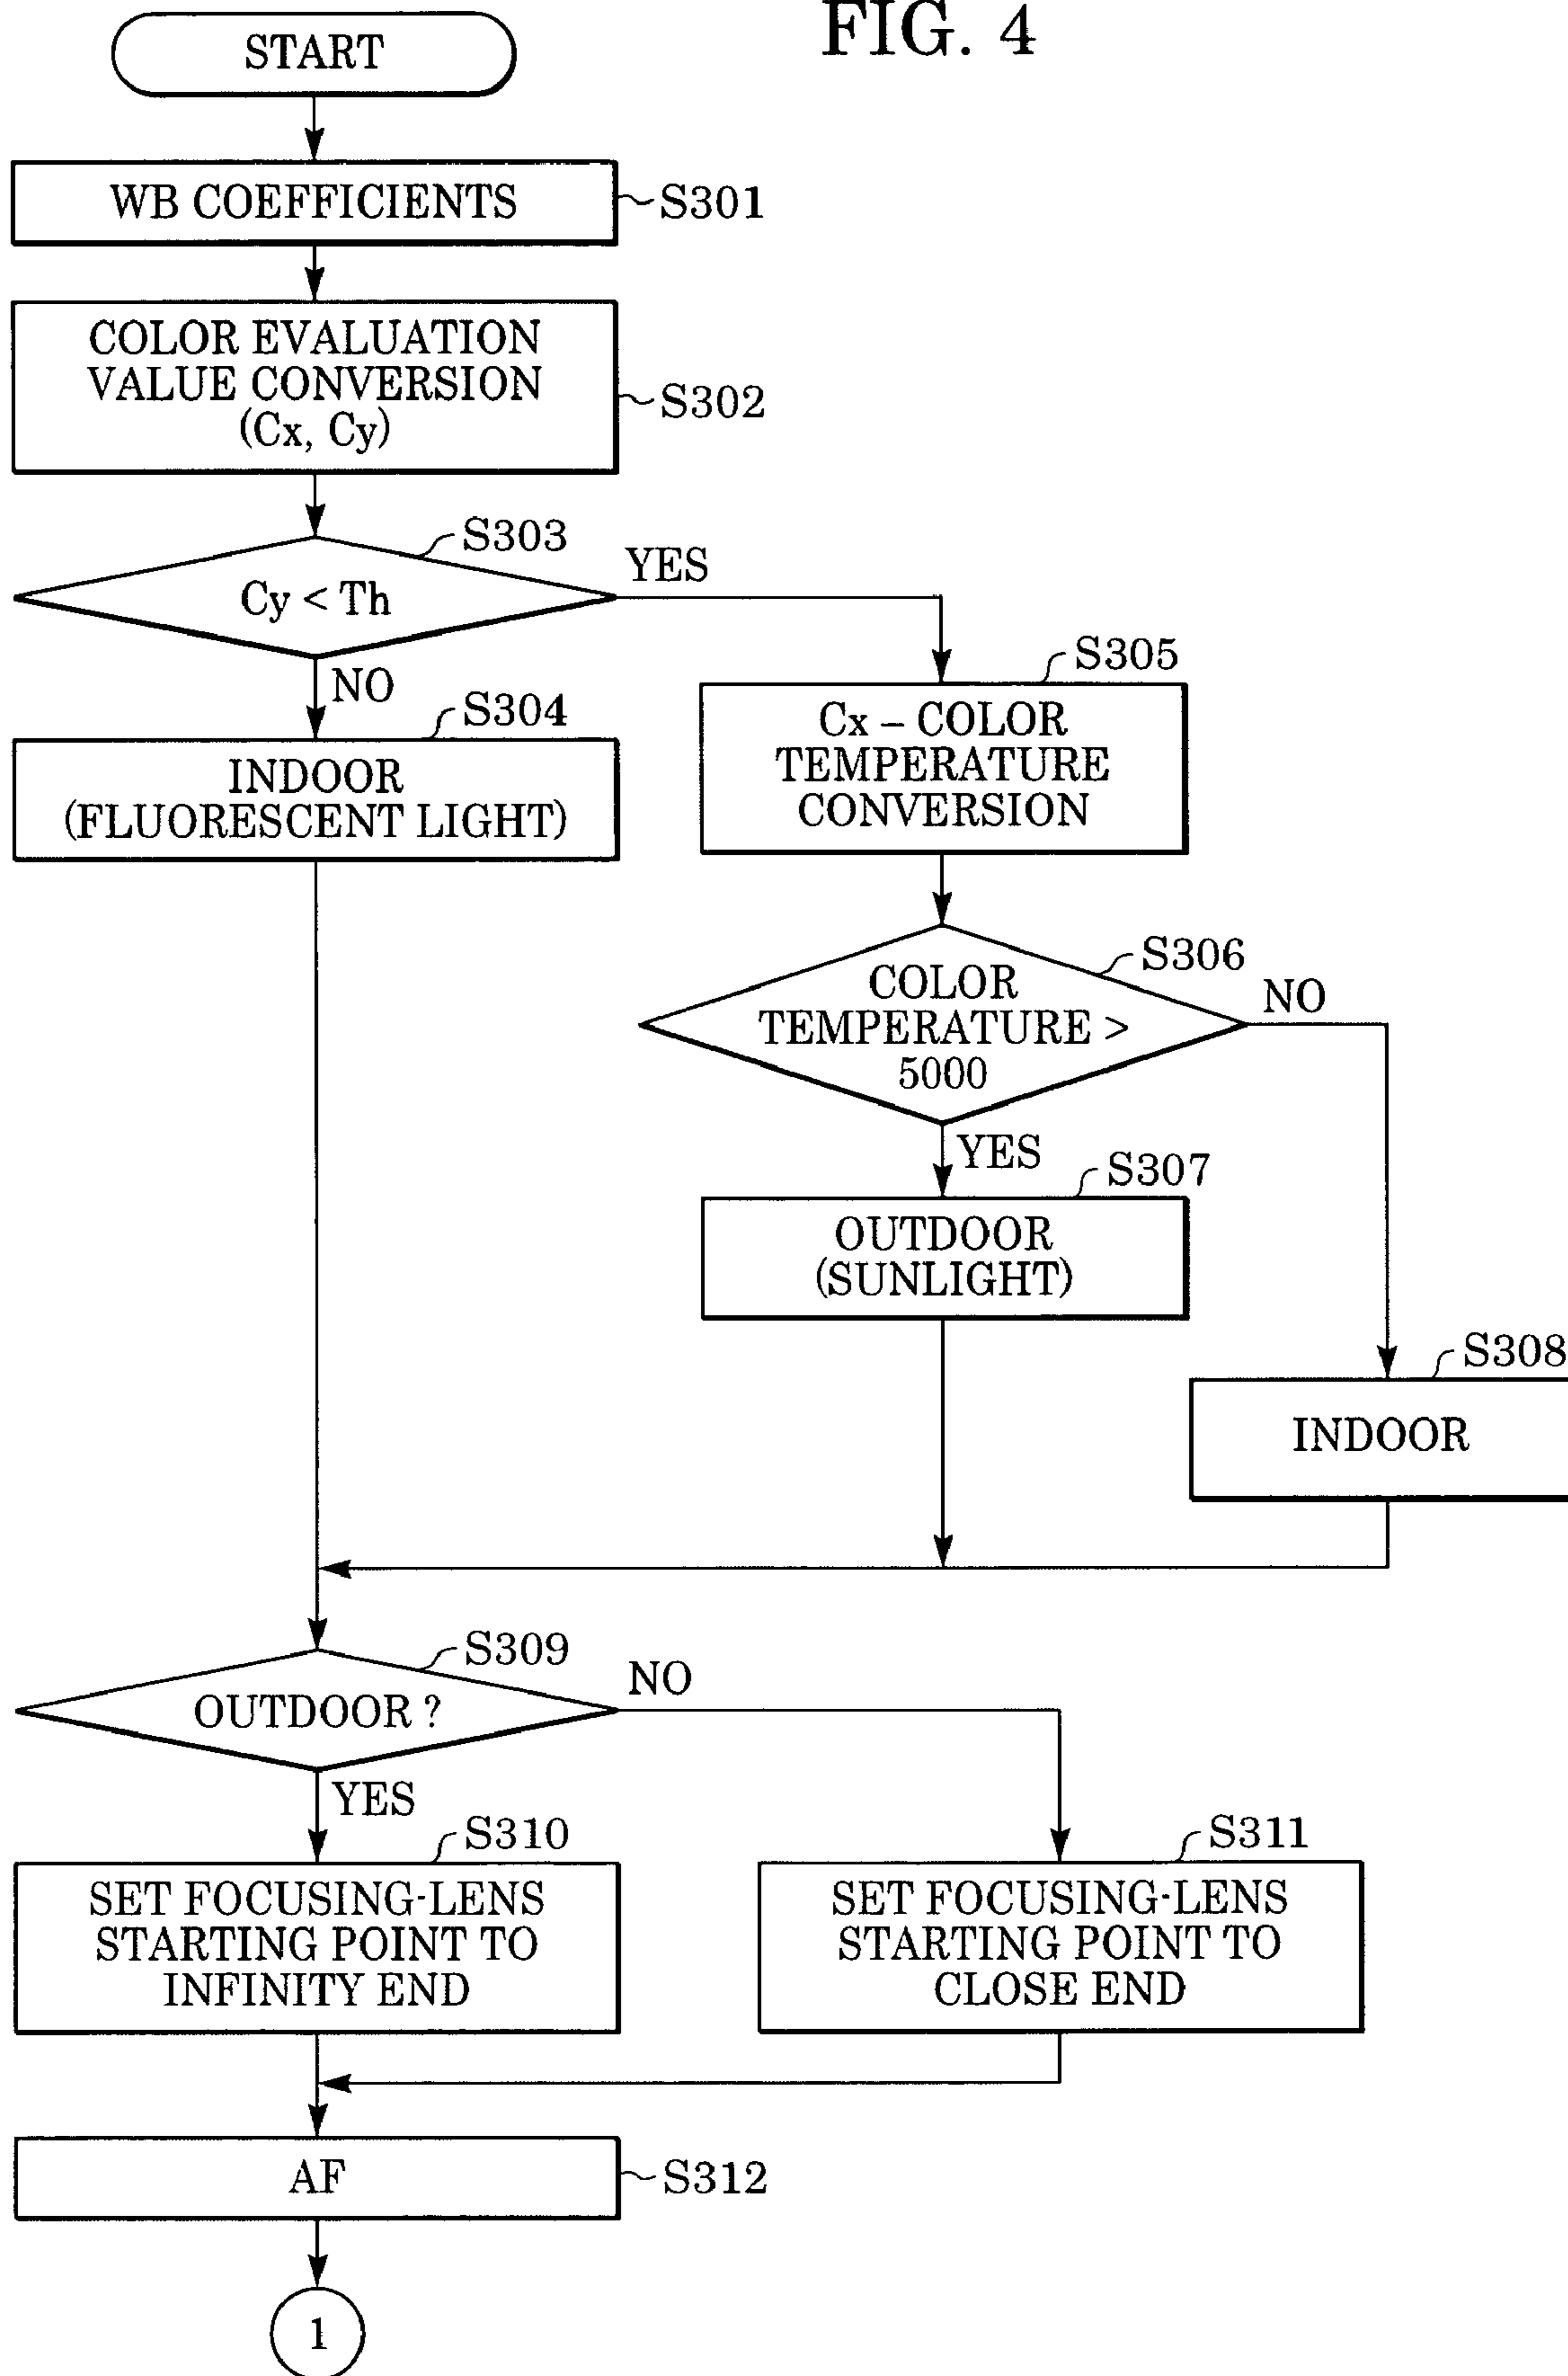 FIG. 4
START
WB COEFFICIENTS
S301
COLOR EVALUATION
VALUE CONVERSION
(Cx, Cy)
S302
S303
Cy < Th
YES
NO
S304
INDOOR
(FLUORESCENT LIGHT)
S305
Cx – COLOR
TEMPERATURE
CONVERSION
S306
COLOR
TEMPERATURE >
5000
NO
YES
S307
OUTDOOR
(SUNLIGHT)
S308
INDOOR
S309
OUTDOOR ?
NO
YES
S310
SET FOCUSING-LENS
STARTING POINT TO
INFINITY END
S311
SET FOCUSING-LENS
STARTING POINT TO
CLOSE END
AF
S312
1